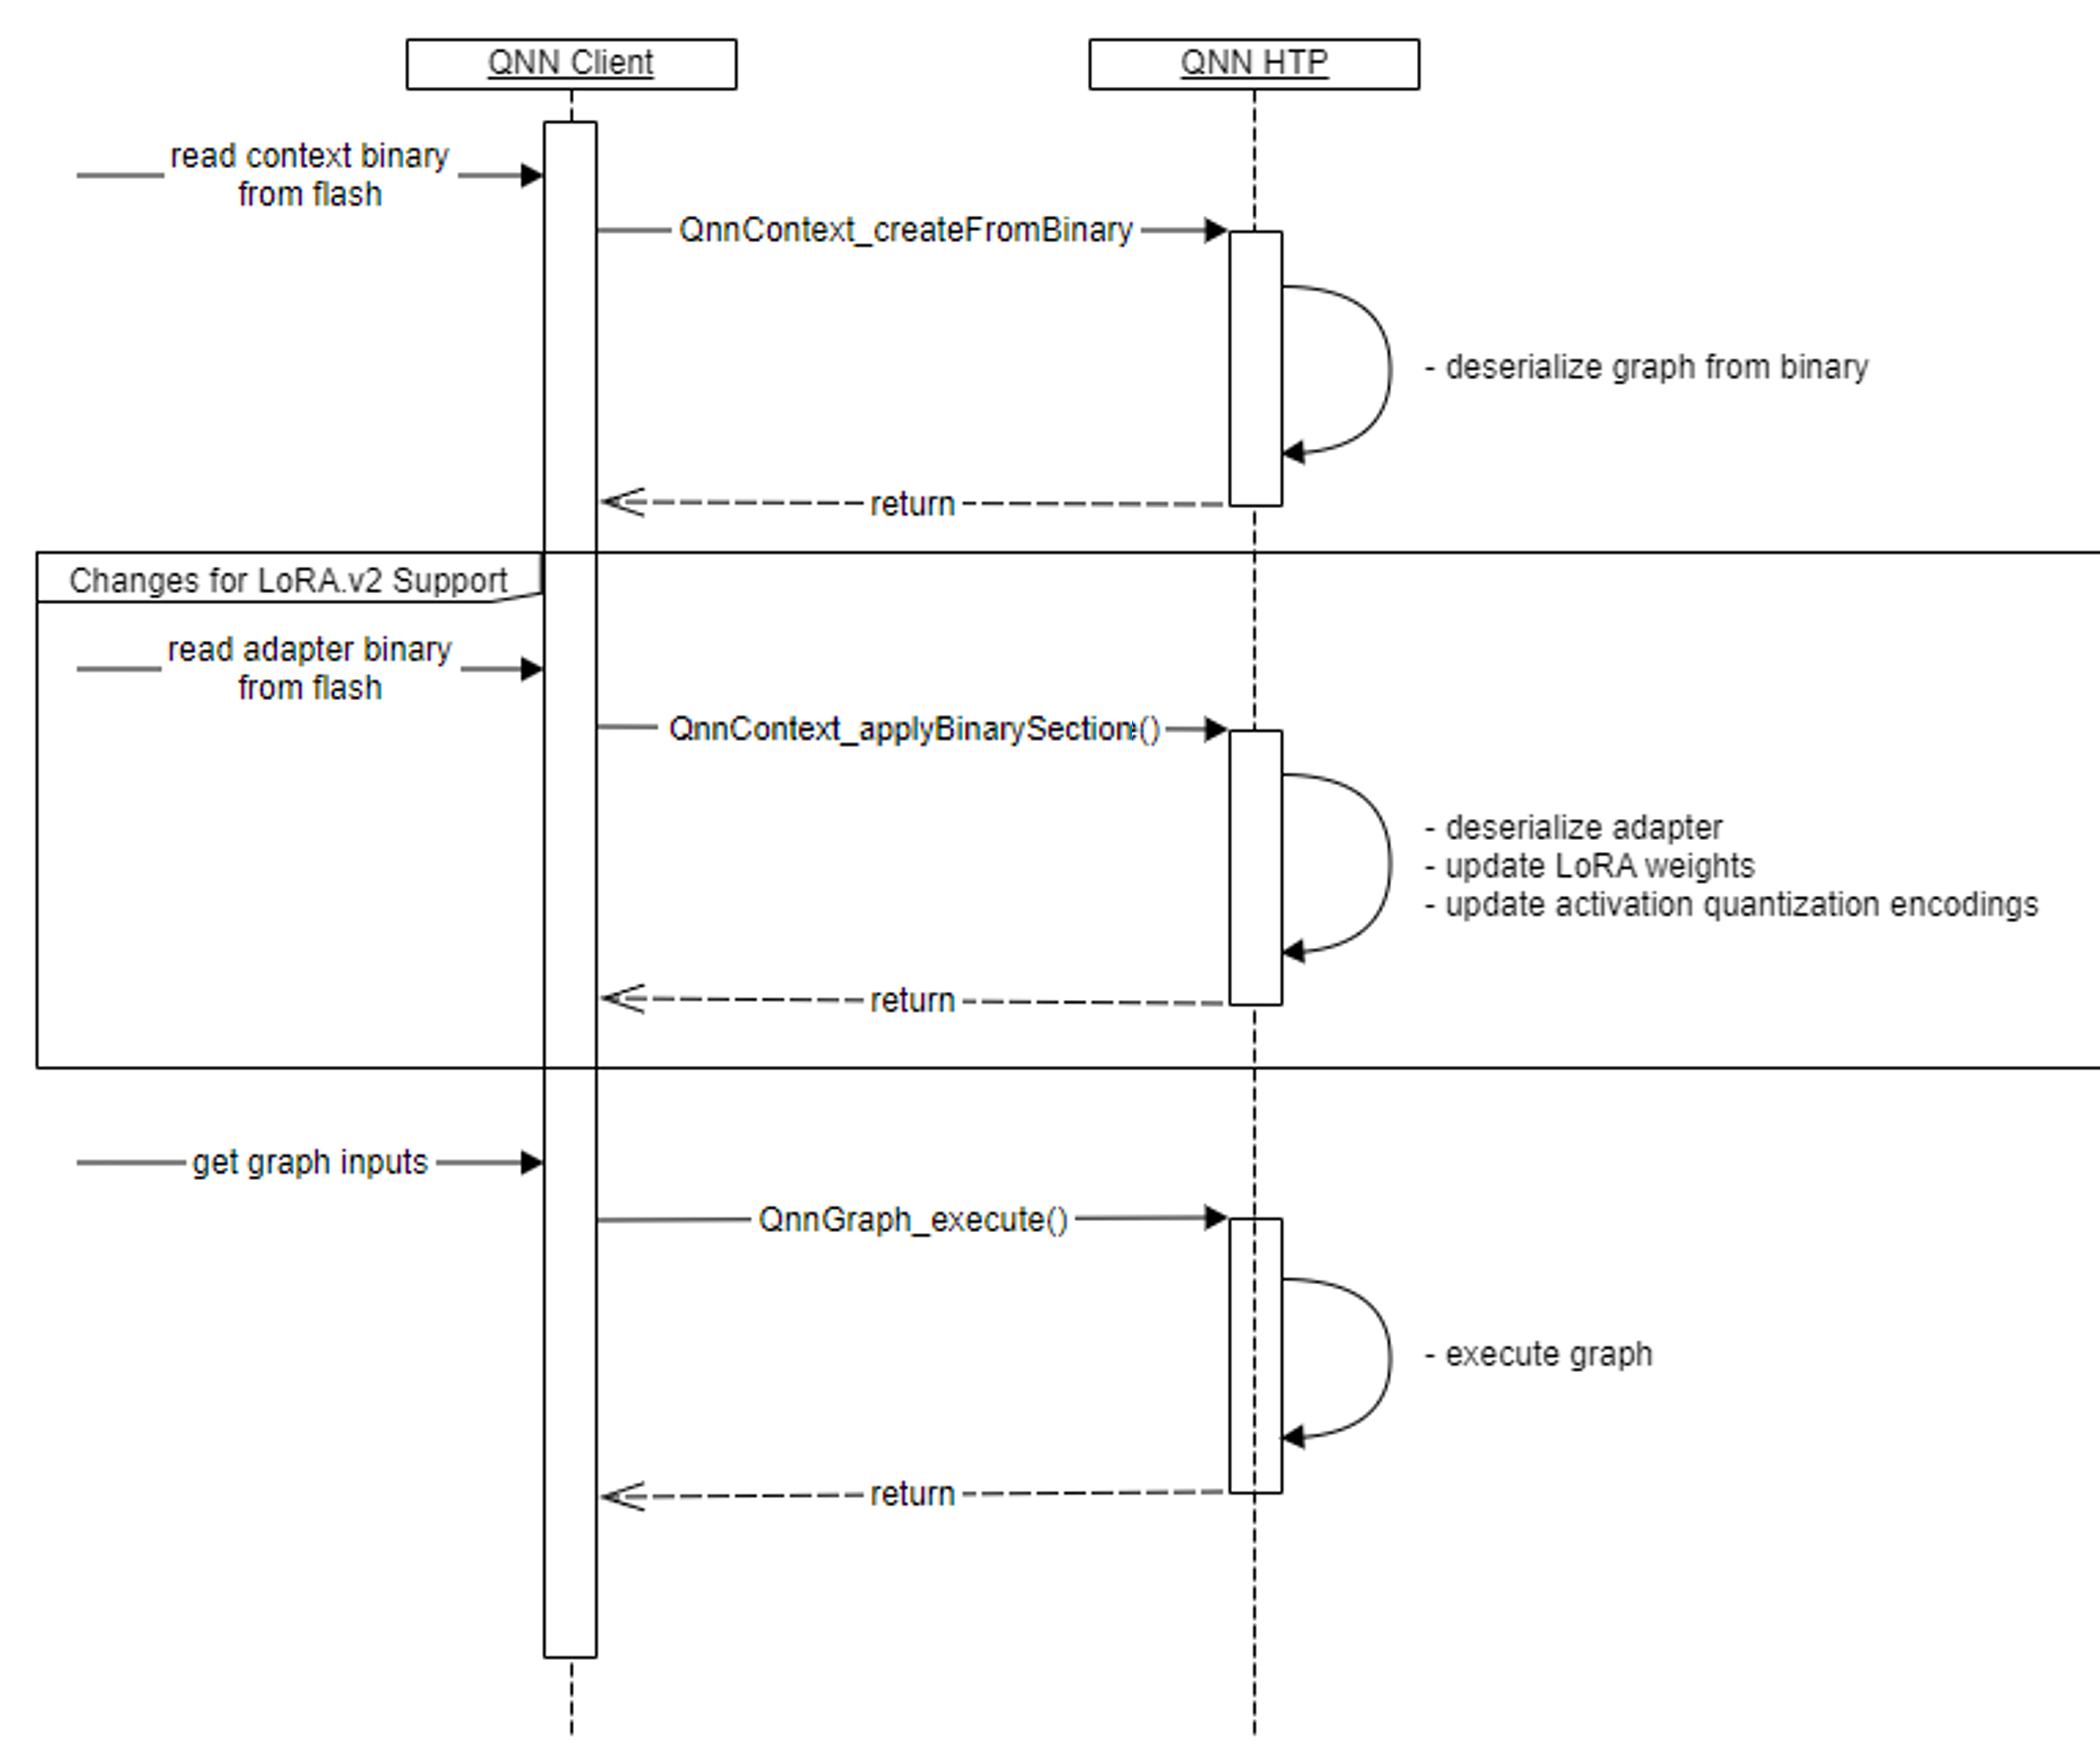 QNN Client
QNN HTP
read context binary
from flash
QnnContext_createFromBinary
- deserialize graph from binary
return
Changes for LoRA.v2 Support
read adapter binary
from flash
QnnContext_applyBinarySection()
- deserialize adapter
- update LoRA weights
- update activation quantization encodings
return
get graph inputs
QnnGraph_execute()
- execute graph
return